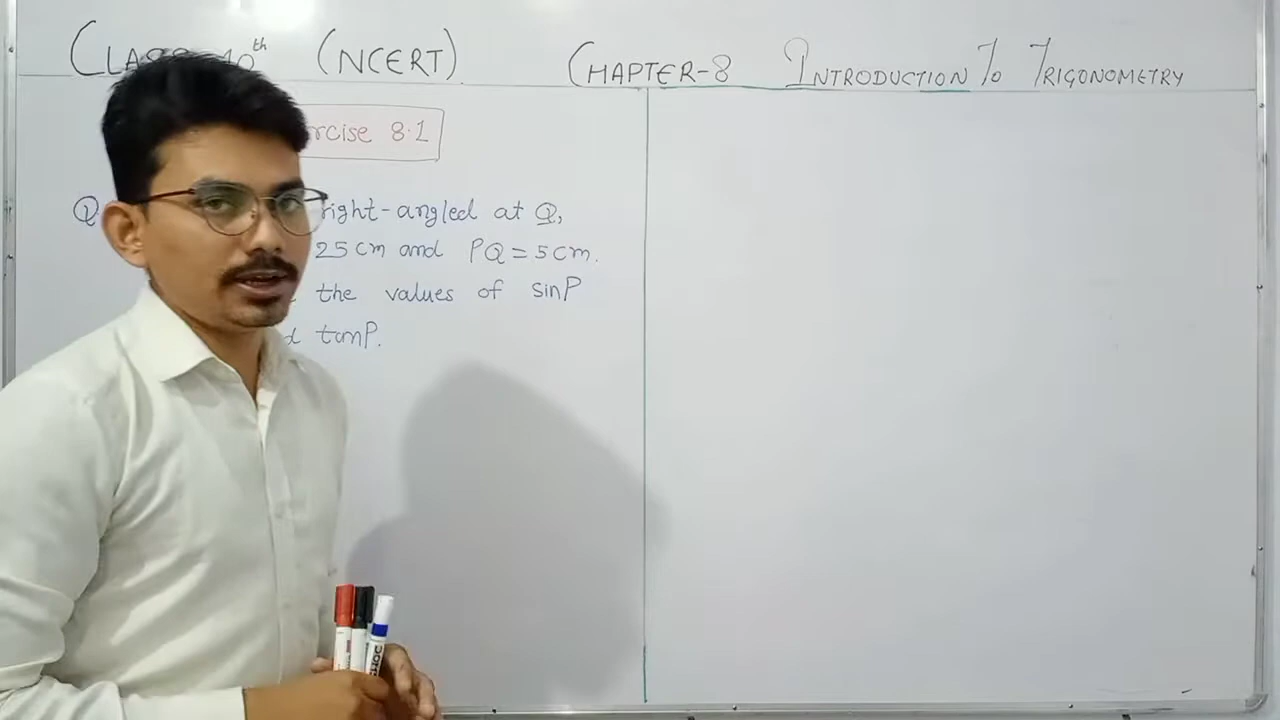 CLASS 10th (NCERT). CHAPTER-8 INTRODUCTION TO TRIGONOMETRY
rcise 8.1
Q right-angled at Q,
25 cm and PQ = 5 cm.
the values of sinP
tanP.